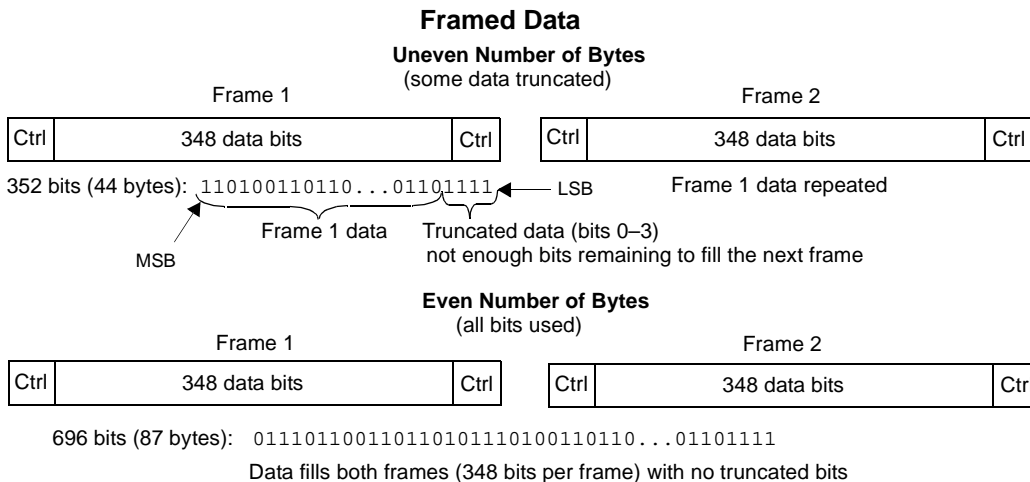 Framed Data
Uneven Number of Bytes
(some data truncated)
Frame 1
Frame 2
Ctrl 348 data bits Ctrl
Ctrl 348 data bits Ctrl
352 bits (44 bytes): 110100110110...01101111 LSB
Frame 1 data repeated
Frame 1 data
Truncated data (bits 0–3)
not enough bits remaining to fill the next frame
MSB
Even Number of Bytes
(all bits used)
Frame 1
Frame 2
Ctrl 348 data bits Ctrl
Ctrl 348 data bits Ctr
696 bits (87 bytes): 0111011001101101011101001101​10...01101111
Data fills both frames (348 bits per frame) with no truncated bits